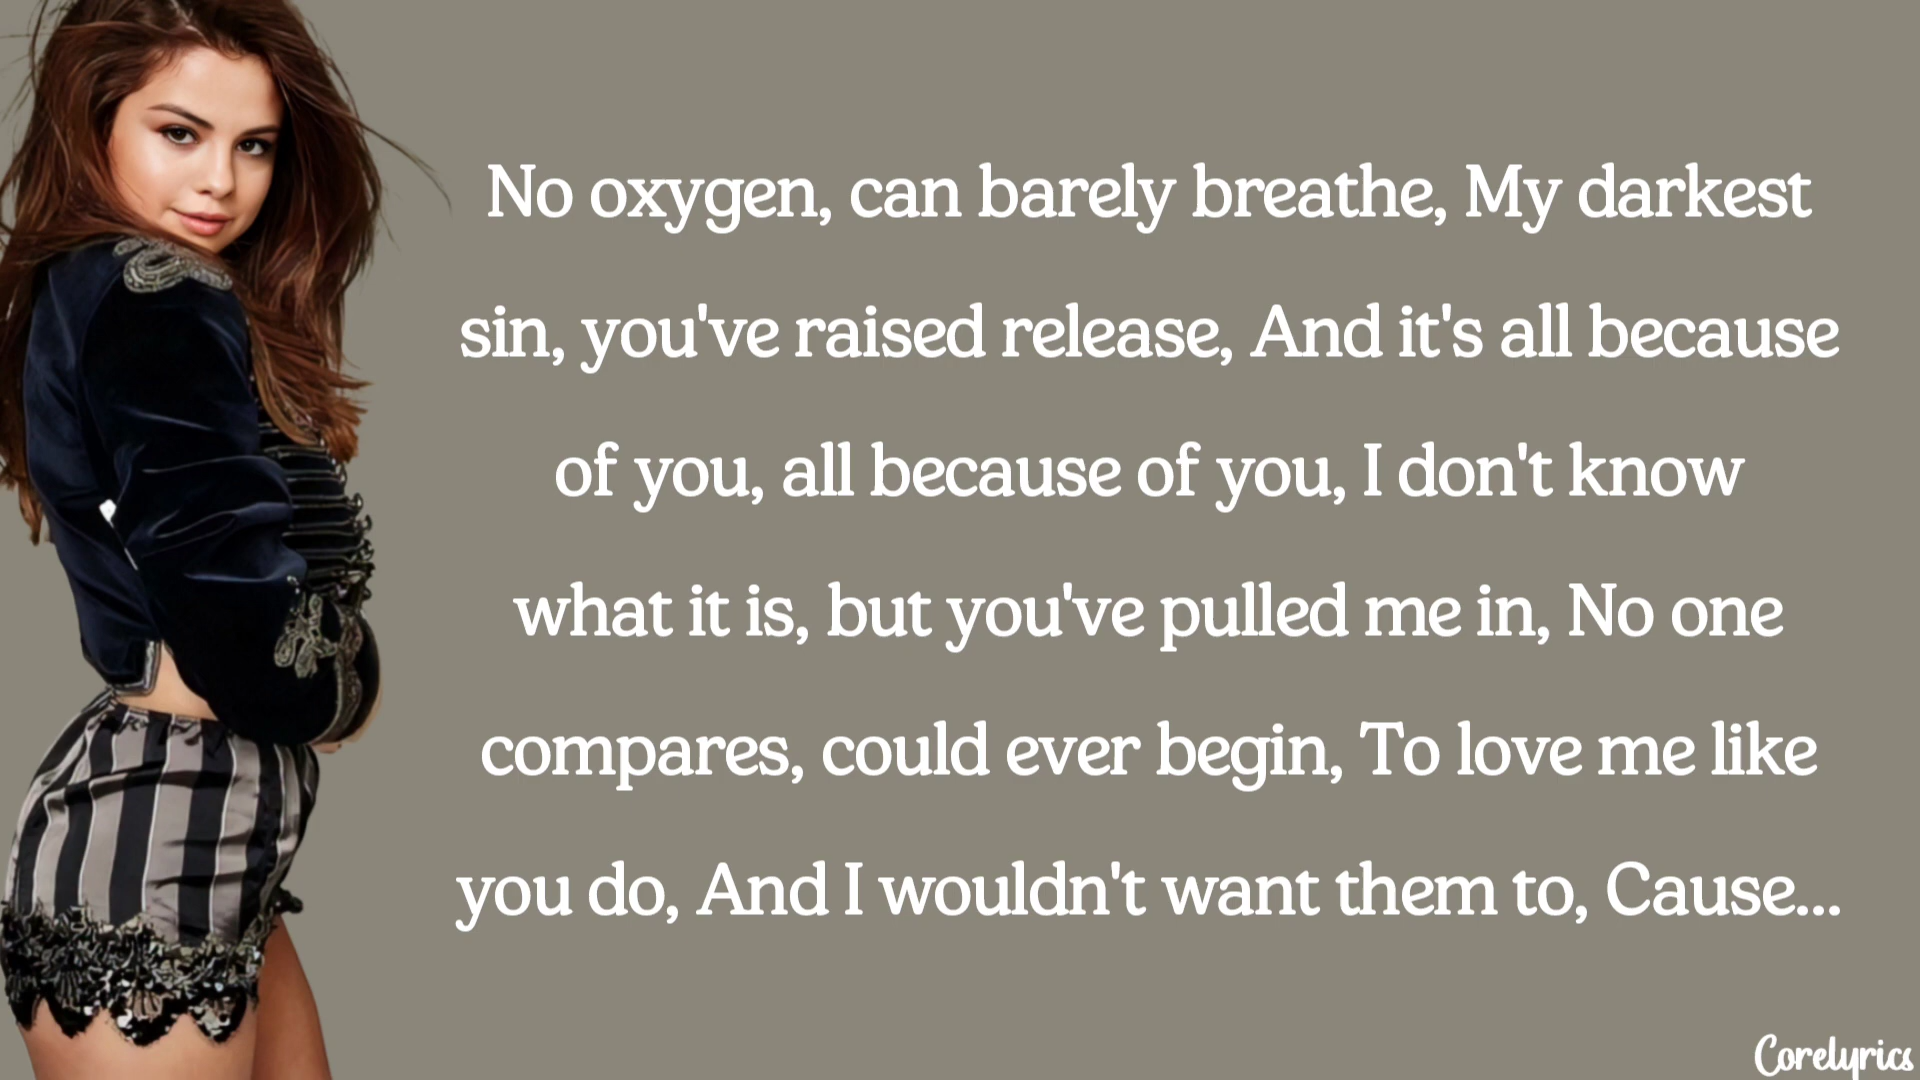 No oxygen, can barely breathe, My darkest
sin, you've raised release, And it's all because
of you, all because of you, I don't know
what it is, but you've pulled me in, No one
compares, could ever begin, To love me like
you do, And I wouldn't want them to, Cause...
Corelyrics